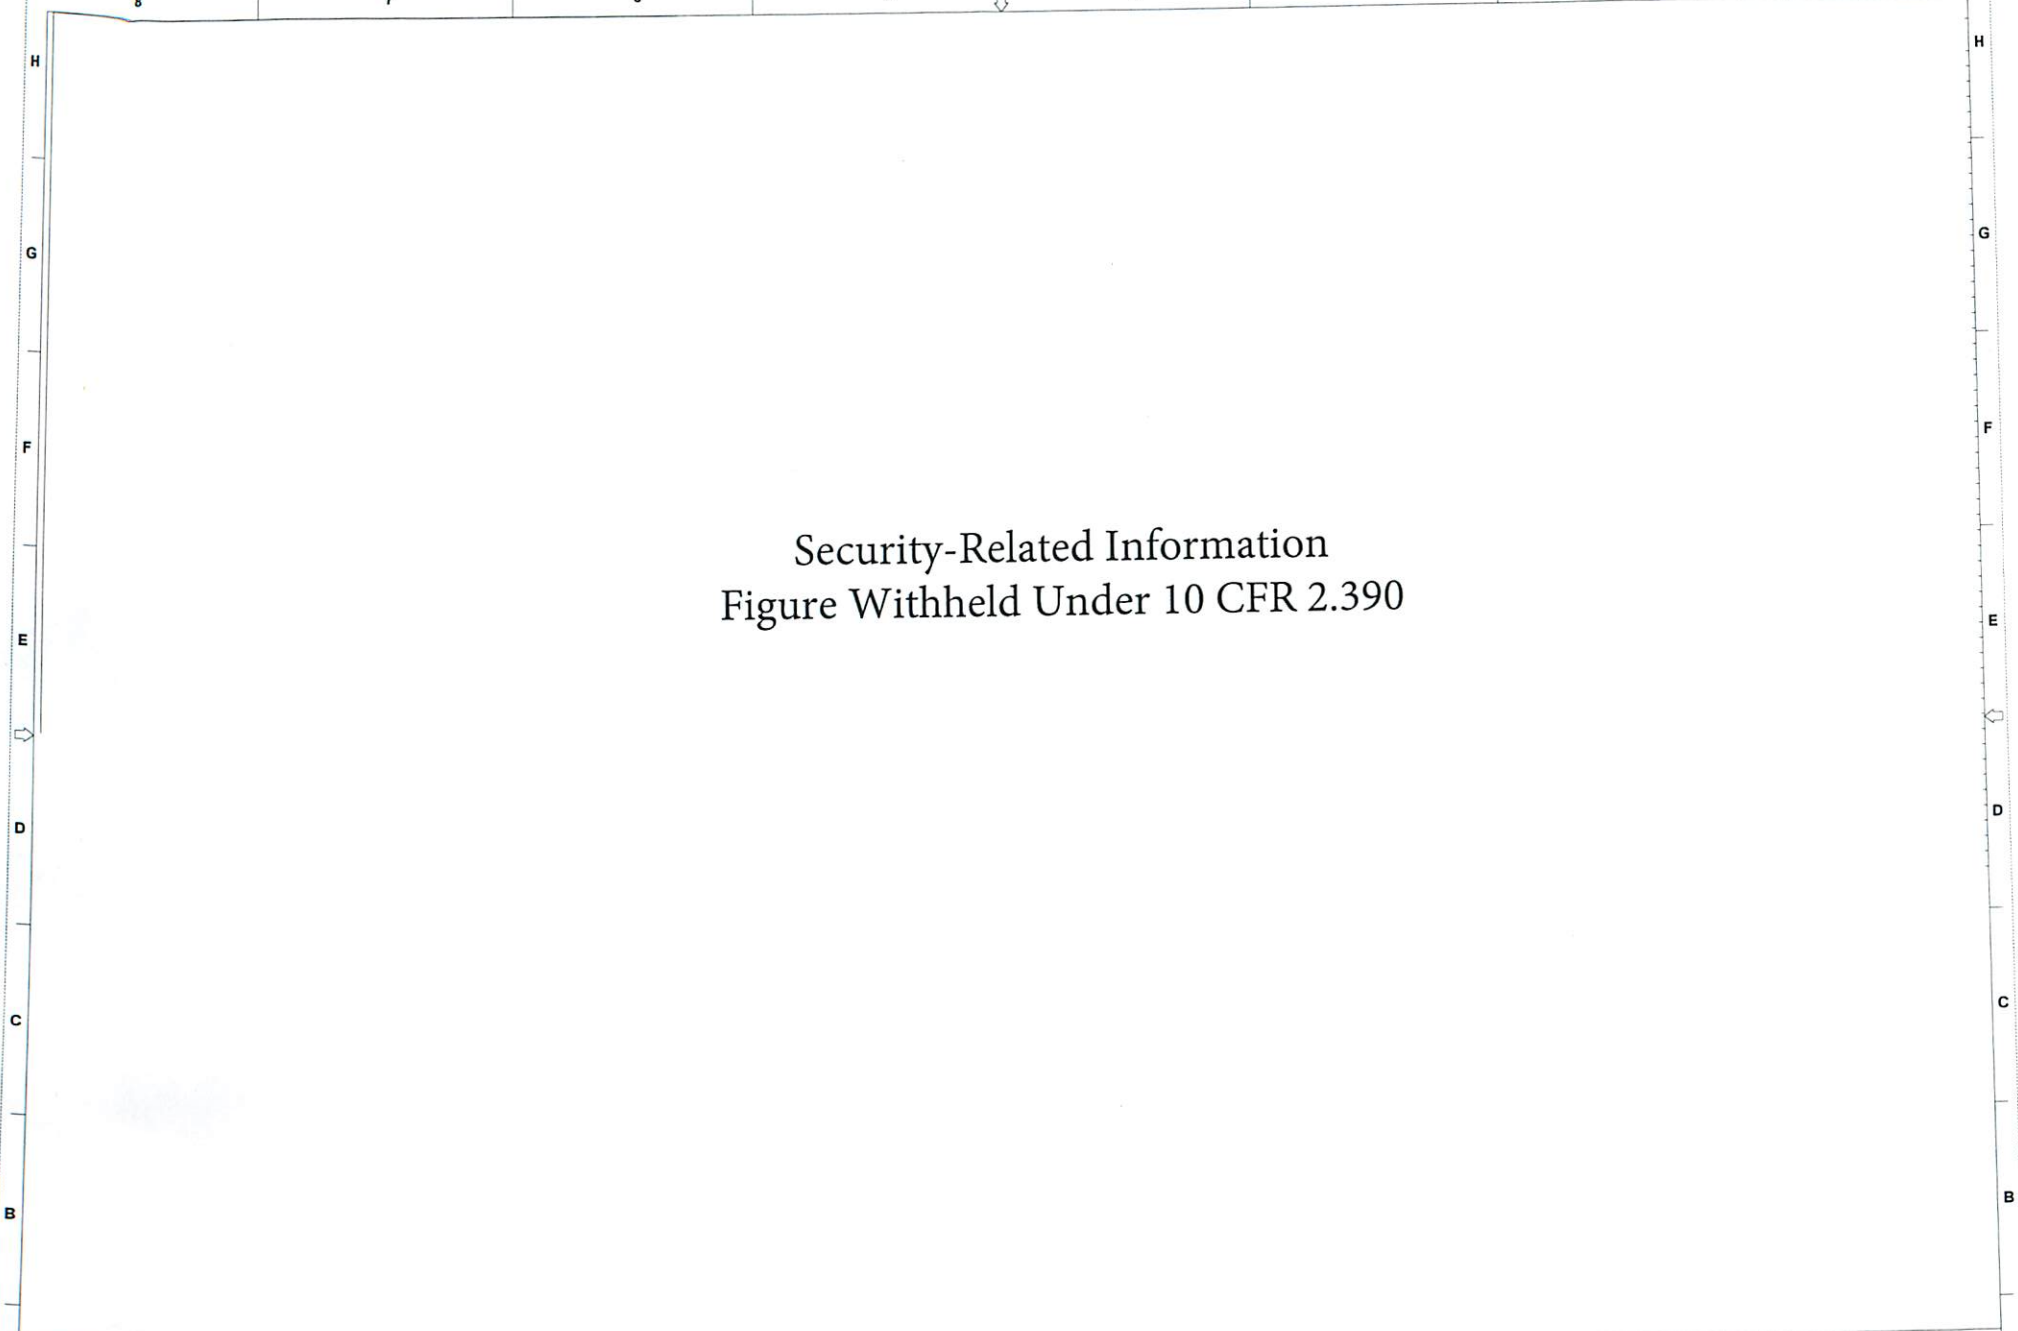 H H
G G
Security-Related Information
Figure Withheld Under 10 CFR 2.390
F F
E E
D D
C C
B B